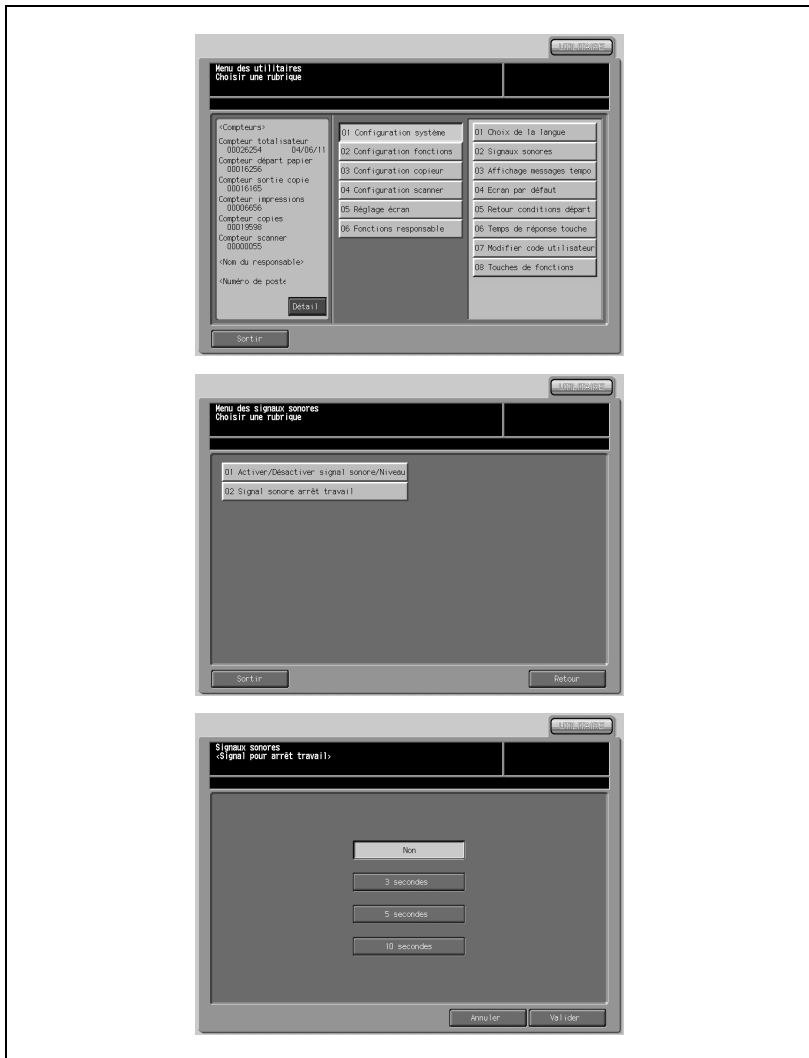 UTILITAIRE
Menu des utilitaires
Choisir une rubrique
<Compteurs>
Compteur totalisateur
00026254 04/06/11
Compteur départ papier
00016256
Compteur sortie copie
00016165
Compteur impressions
00006656
Compteur copies
00019598
Compteur scanner
00000055
<Nom du responsable>
<Numéro de poste
Détail
01 Configuration système
02 Configuration fonctions
03 Configuration copieur
04 Configuration scanner
05 Réglage écran
06 Fonctions responsable
01 Choix de la langue
02 Signaux sonores
03 Affichage messages tempo
04 Ecran par défaut
05 Retour conditions départ
06 Temps de réponse touche
07 Modifier code utilisateur
08 Touches de fonctions
Sortir
UTILITAIRE
Menu des signaux sonores
Choisir une rubrique
01 Activer/Désactiver signal sonore/Niveau
02 Signal sonore arrêt travail
Sortir
Retour
UTILITAIRE
Signaux sonores
<Signal pour arrêt travail>
Non
3 secondes
5 secondes
10 secondes
Annuler
Valider